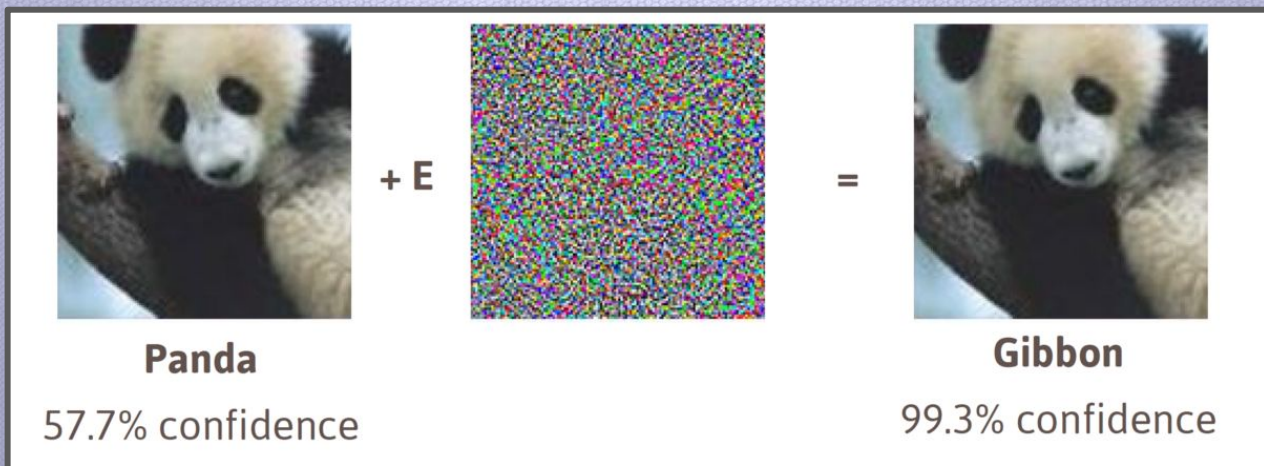 + E
=
Panda
Gibbon
57.7% confidence
99.3% confidence